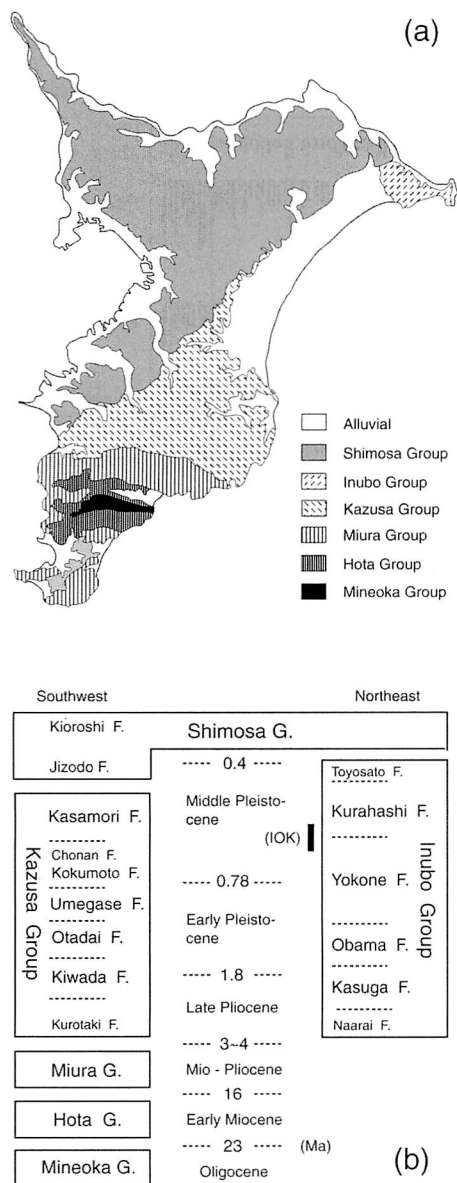 (a)
Alluvial
Shimosa Group
Inubo Group
Kazusa Group
Miura Group
Hota Group
Mineoka Group
Southwest
Northeast
Kioroshi F.
Shimosa G.
Jizodo F.
0.4
Toyosato F.
Kazusa Group
Kasamori F.
Middle Pleisto-
cene
(IOK)
Kurahashi F.
Inubo Group
Chonan F.
Kokumoto F.
0.78
Yokone F.
Umegase F.
Otadai F.
Early Pleisto-
cene
Obama F.
Kiwada F.
1.8
Kasuga F.
Late Pliocene
Kurotaki F.
Naarai F.
3~4
Miura G.
Mio - Pliocene
16
Hota G.
Early Miocene
23 (Ma)
Mineoka G.
Oligocene
(b)